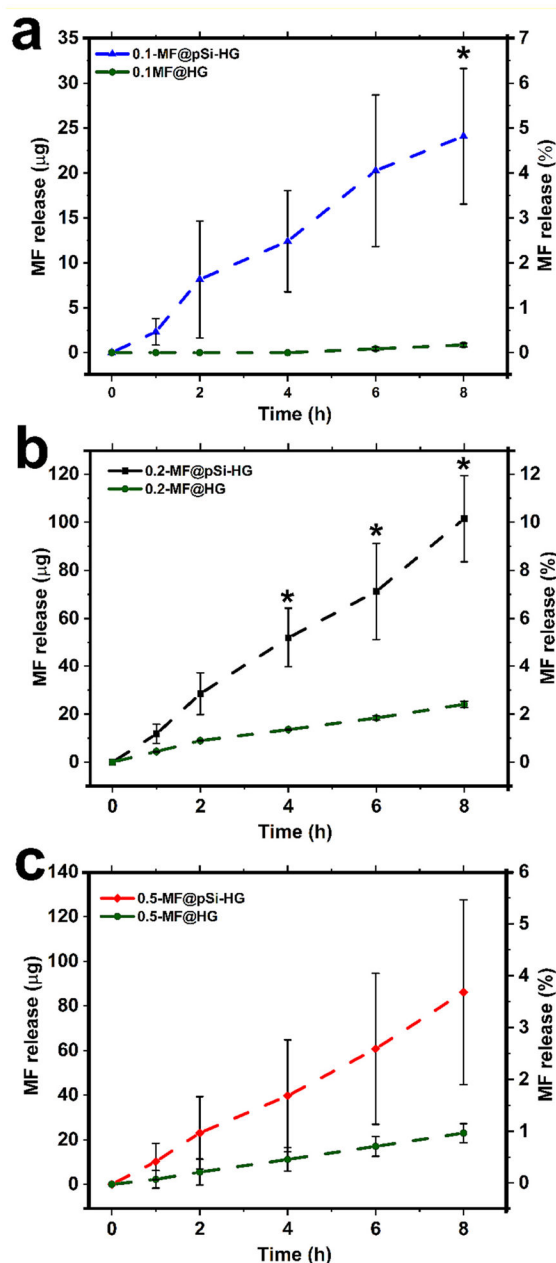 a
0.1-MF@pSi-HG
0.1MF@HG
*
MF release (μg)
35
30
25
20
15
10
5
0
MF release (%)
7
6
5
4
3
2
1
0
0 2 4 6 8
Time (h)
b
0.2-MF@pSi-HG
0.2-MF@HG
* * *
MF release (μg)
120
100
80
60
40
20
0
MF release (%)
12
10
8
6
4
2
0
0 2 4 6 8
Time (h)
c
0.5-MF@pSi-HG
0.5-MF@HG
MF release (μg)
140
120
100
80
60
40
20
0
MF release (%)
6
5
4
3
2
1
0
0 2 4 6 8
Time (h)